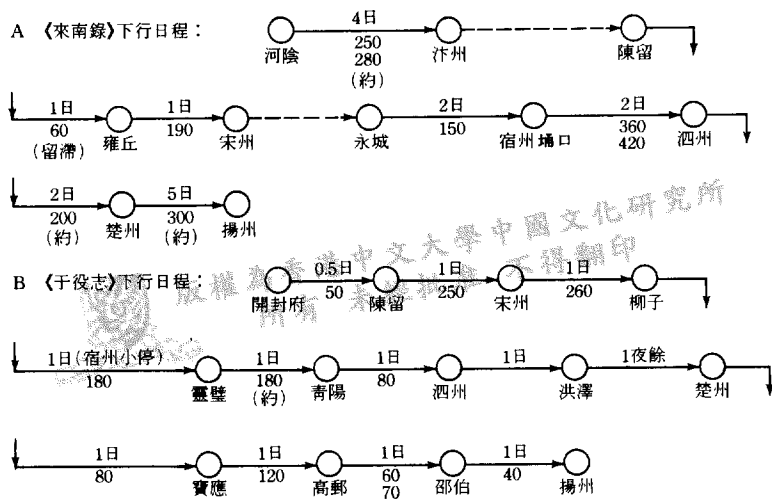 A 《來南錄》下行日程：
4日
250
280
(約)
河陰 汴州 陳留
1日 1日 2日 2日
60 190 150 360
(留滯) 420
雍丘 宋州 永城 宿州埇口 泗州
2日 5日
200 300
(約) (約)
楚州 揚州
B 《于役志》下行日程：
0.5日 1日 1日
50 250 260
開封府 陳留 宋州 柳子
1日(宿州小停) 1日 1日 1日 1夜餘
180 180 80
(約)
靈璧 青陽 泗州 洪澤 楚州
1日 1日 1日 1日
80 120 60 40
70
寶應 高郵 邵伯 揚州
版權為香港中文大學中國文化研究所
所有 未經批准 不得翻印